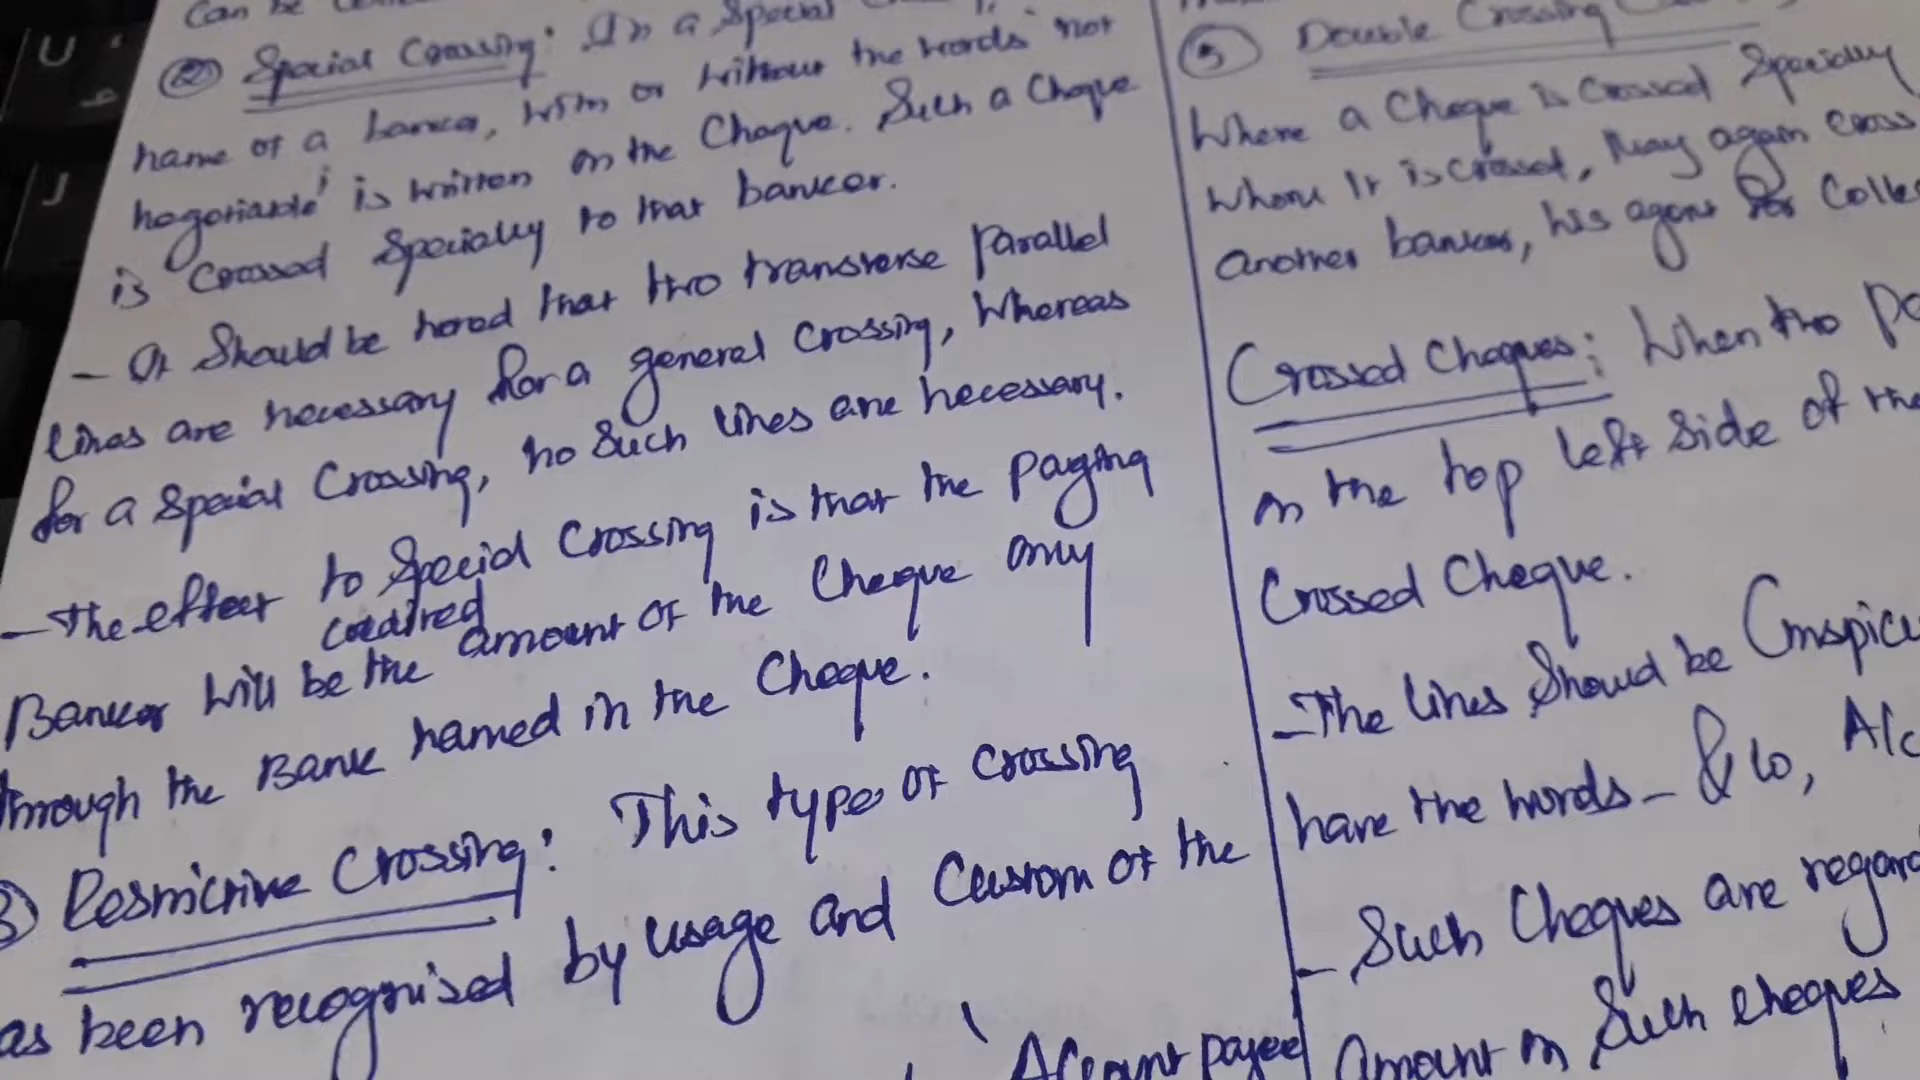 Can be
② Special Crossing: In a Special
name of a banker, with or without the words 'not
negotiable' is written on the Cheque. Such a Cheque
is Crossed Specially to that banker.
- It Should be noted that two transverse parallel
lines are necessary for a general Crossing, Whereas
for a Special Crossing, no Such lines are necessary.
- The effect to Special Crossing is that the paying
Banker will be the amount of the Cheque only
through the Bank named in the Cheque.
3) Restrictive Crossing: This type of Crossing
as been recognised by usage and Custom of the
Account payee
⑤ Double Crossing
Where a Cheque is Crossed Specially
whom It is crossed, May again cross
another banker, his agent for Colle
Crossed Cheques: When two Pa
on the top left Side of the
Crossed Cheque.
- The lines Should be Conspicu
have the words - & Co, A/c
- Such Cheques are regard
amount on Such cheques
U
J